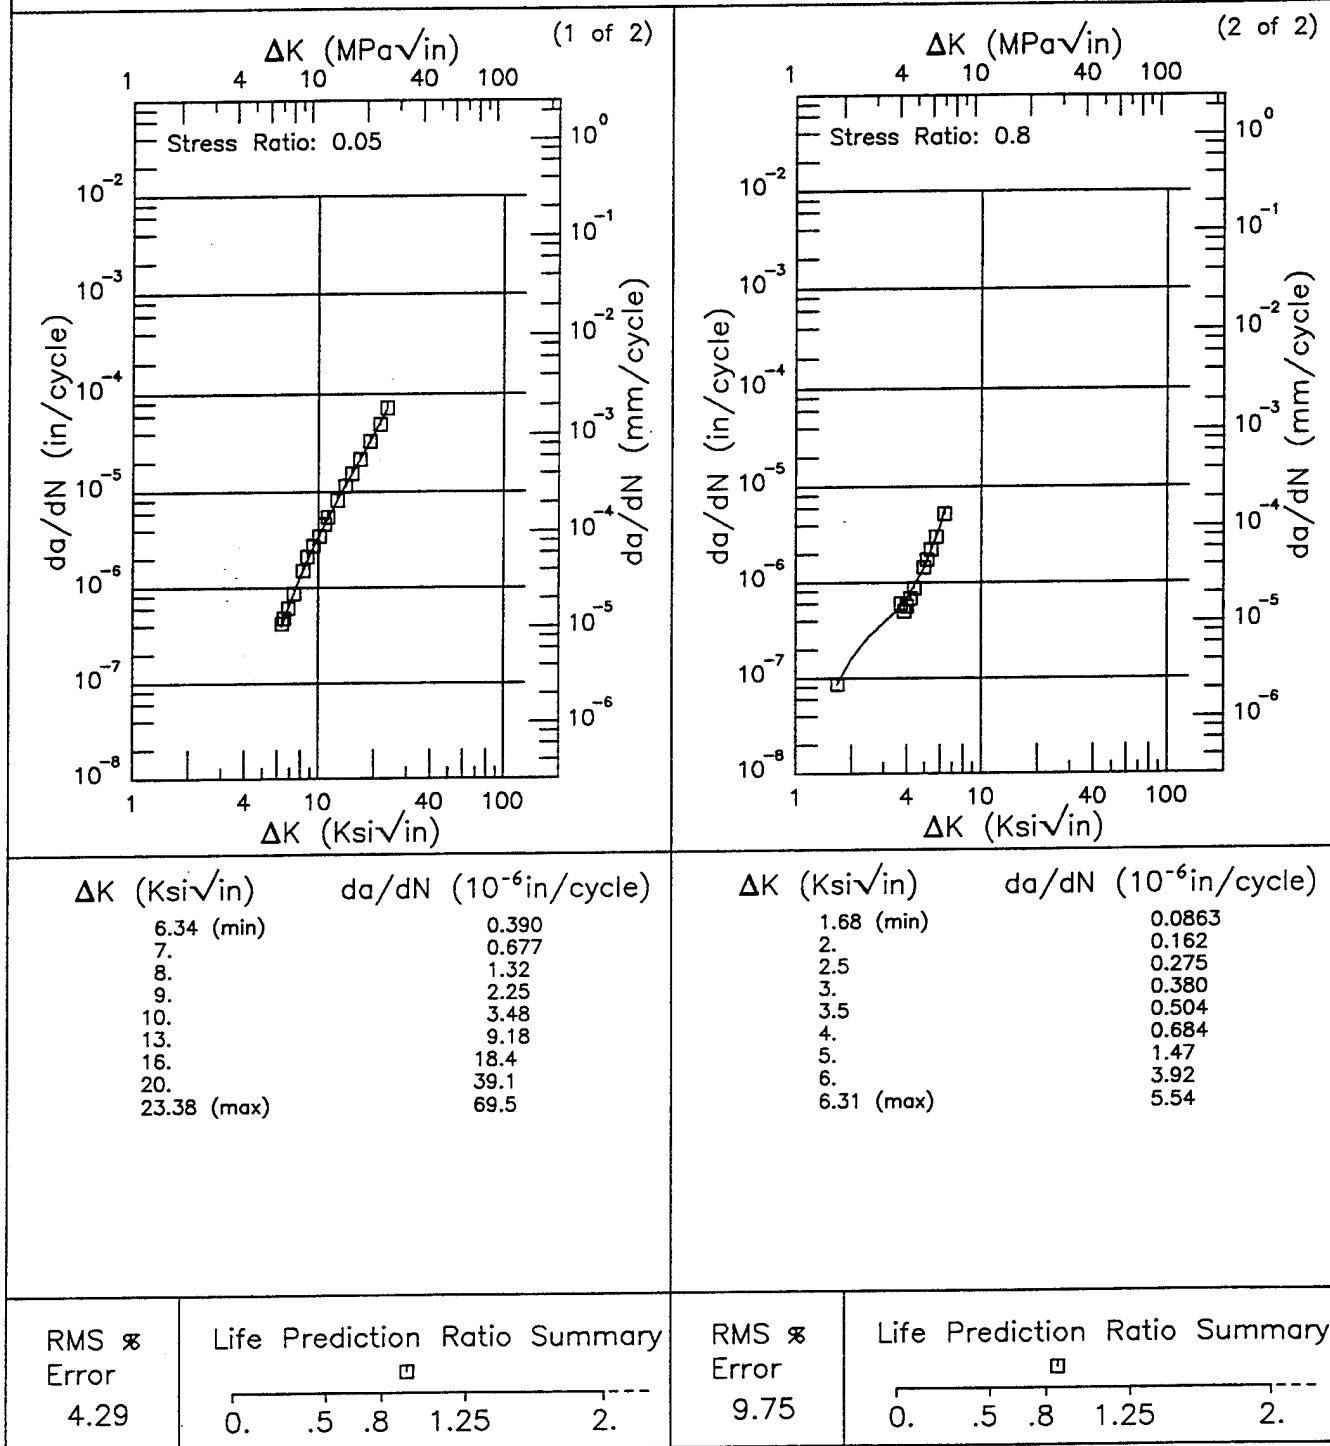 (1 of 2)
ΔK (MPa√in)
1 4 10 40 100
Stress Ratio: 0.05
10⁻²
10⁻³
10⁻⁴
10⁻⁵
10⁻⁶
10⁻⁷
10⁻⁸
da/dN (in/cycle)
10⁰
10⁻¹
10⁻²
10⁻³
10⁻⁴
10⁻⁵
10⁻⁶
da/dN (mm/cycle)
1 4 10 40 100
ΔK (Ksi√in)
(2 of 2)
ΔK (MPa√in)
1 4 10 40 100
Stress Ratio: 0.8
10⁻²
10⁻³
10⁻⁴
10⁻⁵
10⁻⁶
10⁻⁷
10⁻⁸
da/dN (in/cycle)
10⁰
10⁻¹
10⁻²
10⁻³
10⁻⁴
10⁻⁵
10⁻⁶
da/dN (mm/cycle)
1 4 10 40 100
ΔK (Ksi√in)
ΔK (Ksi√in) da/dN (10⁻⁶in/cycle)
6.34 (min) 0.390
7. 0.677
8. 1.32
9. 2.25
10. 3.48
13. 9.18
16. 18.4
20. 39.1
23.38 (max) 69.5
ΔK (Ksi√in) da/dN (10⁻⁶in/cycle)
1.68 (min) 0.0863
2. 0.162
2.5 0.275
3. 0.380
3.5 0.504
4. 0.684
5. 1.47
6. 3.92
6.31 (max) 5.54
RMS %
Error
4.29
Life Prediction Ratio Summary
0. .5 .8 1.25 2.
RMS %
Error
9.75
Life Prediction Ratio Summary
0. .5 .8 1.25 2.